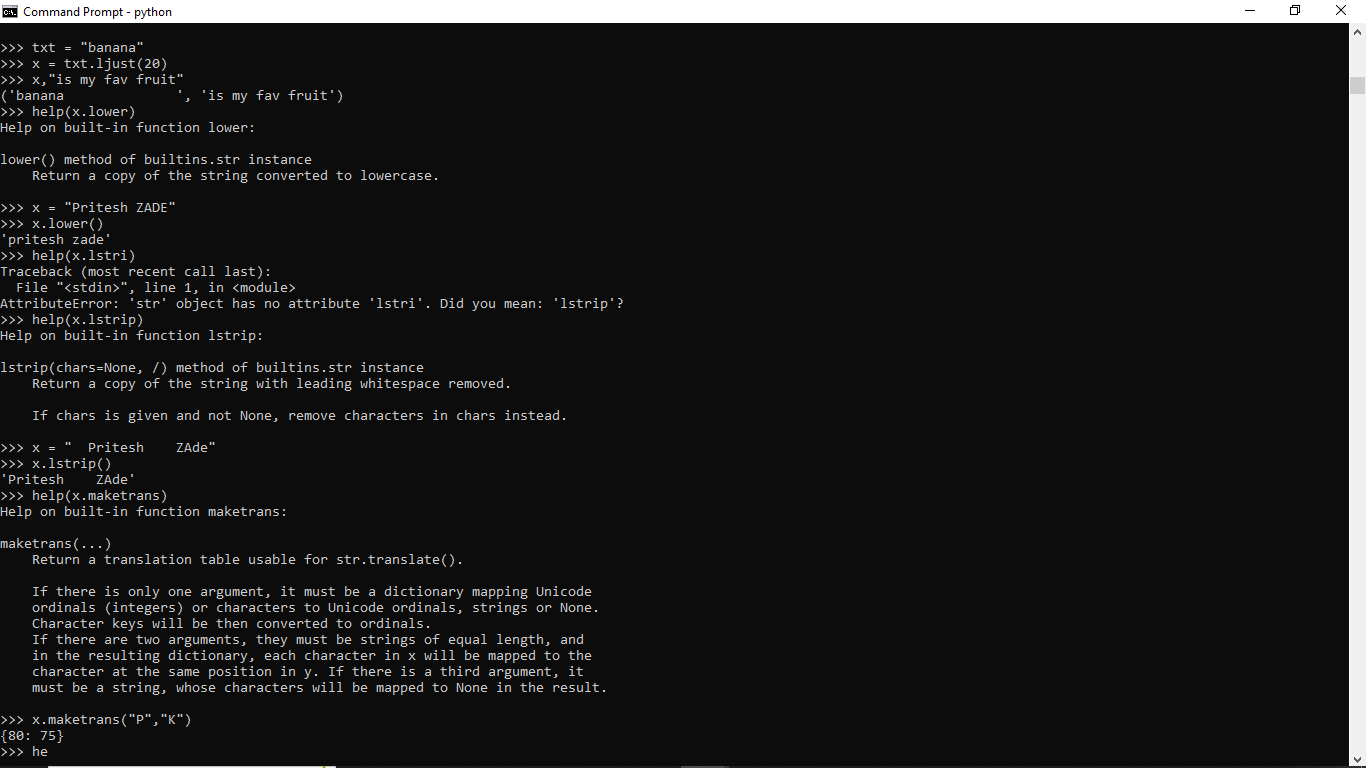 Command Prompt - python
>>> txt = "banana"
>>> x = txt.ljust(20)
>>> x,"is my fav fruit"
('banana              ', 'is my fav fruit')
>>> help(x.lower)
Help on built-in function lower:

lower() method of builtins.str instance
    Return a copy of the string converted to lowercase.

>>> x = "Pritesh ZADE"
>>> x.lower()
'pritesh zade'
>>> help(x.lstri)
Traceback (most recent call last):
  File "<stdin>", line 1, in <module>
AttributeError: 'str' object has no attribute 'lstri'. Did you mean: 'lstrip'?
>>> help(x.lstrip)
Help on built-in function lstrip:

lstrip(chars=None, /) method of builtins.str instance
    Return a copy of the string with leading whitespace removed.

    If chars is given and not None, remove characters in chars instead.

>>> x = "  Pritesh    ZAde"
>>> x.lstrip()
'Pritesh    ZAde'
>>> help(x.maketrans)
Help on built-in function maketrans:

maketrans(...)
    Return a translation table usable for str.translate().

    If there is only one argument, it must be a dictionary mapping Unicode
    ordinals (integers) or characters to Unicode ordinals, strings or None.
    Character keys will be then converted to ordinals.
    If there are two arguments, they must be strings of equal length, and
    in the resulting dictionary, each character in x will be mapped to the
    character at the same position in y. If there is a third argument, it
    must be a string, whose characters will be mapped to None in the result.

>>> x.maketrans("P","K")
{80: 75}
>>> he